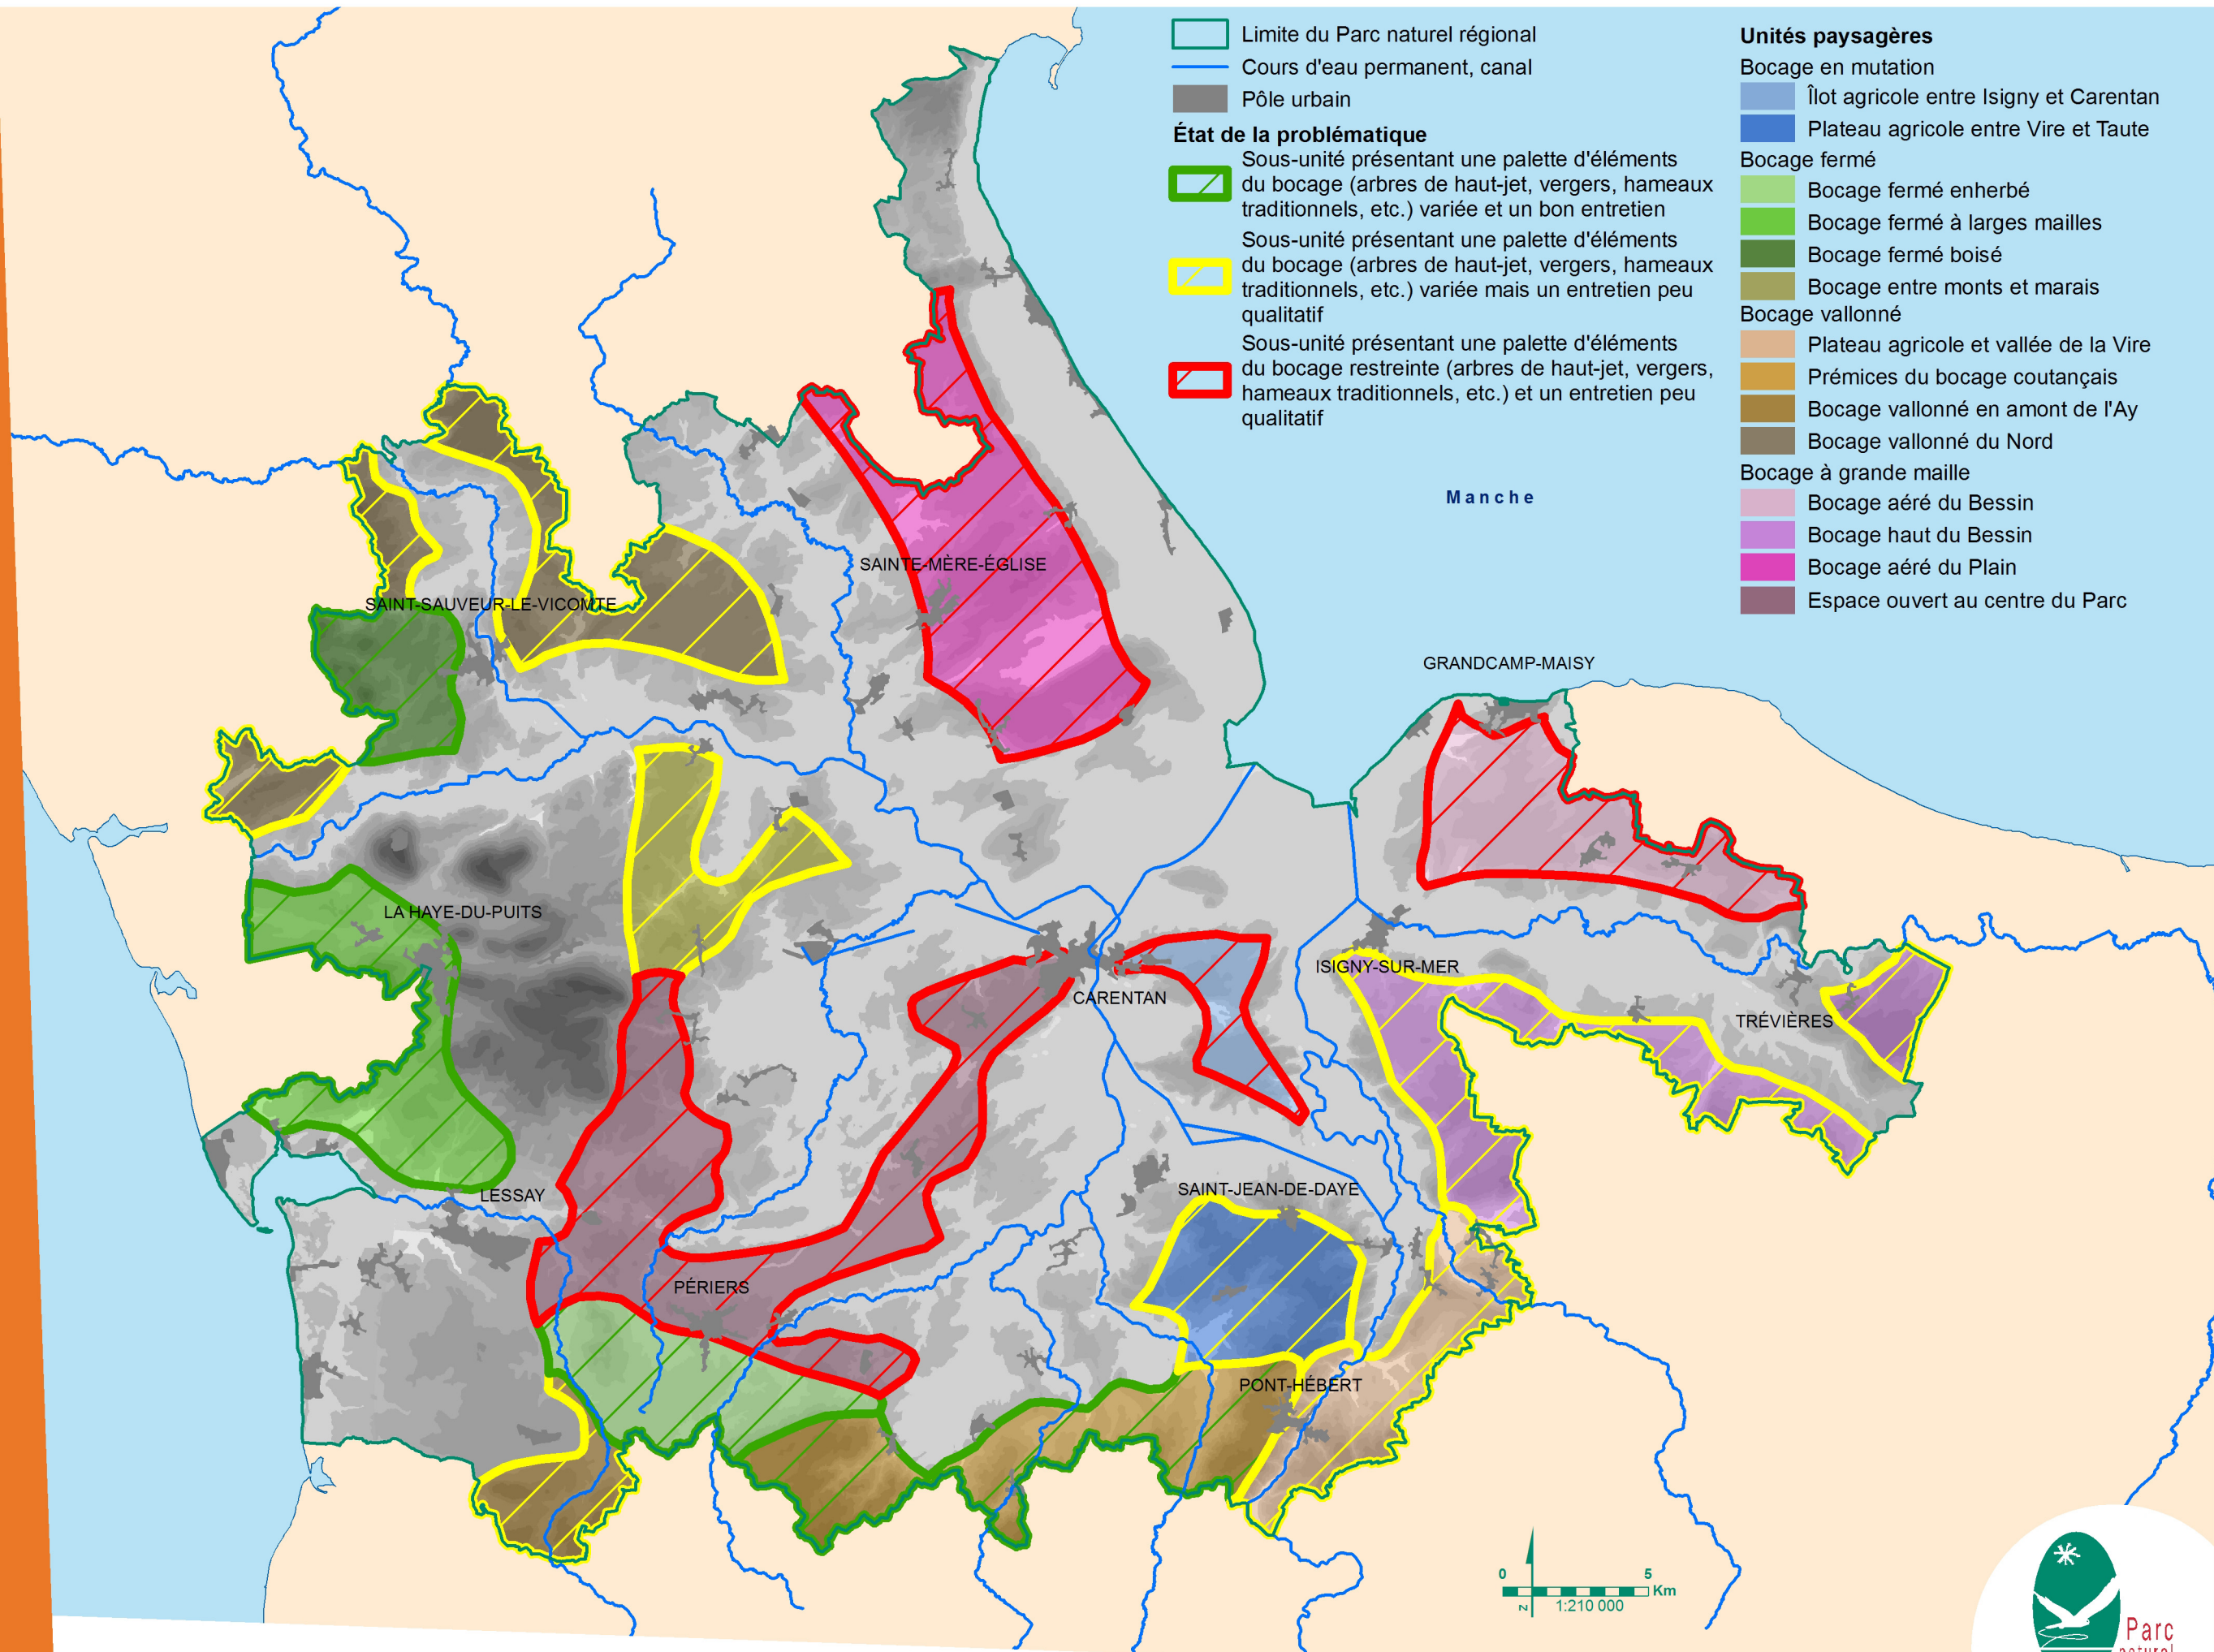 Limite du Parc naturel régional
Cours d'eau permanent, canal
Pôle urbain
État de la problématique
Sous-unité présentant une palette d'éléments
du bocage (arbres de haut-jet, vergers, hameaux
traditionnels, etc.) variée et un bon entretien
Sous-unité présentant une palette d'éléments
du bocage (arbres de haut-jet, vergers, hameaux
traditionnels, etc.) variée mais un entretien peu
qualitatif
Sous-unité présentant une palette d'éléments
du bocage restreinte (arbres de haut-jet, vergers,
hameaux traditionnels, etc.) et un entretien peu
qualitatif
Unités paysagères
Bocage en mutation
Îlot agricole entre Isigny et Carentan
Plateau agricole entre Vire et Taute
Bocage fermé
Bocage fermé enherbé
Bocage fermé à larges mailles
Bocage fermé boisé
Bocage entre monts et marais
Bocage vallonné
Plateau agricole et vallée de la Vire
Prémices du bocage coutançais
Bocage vallonné en amont de l'Ay
Bocage vallonné du Nord
Bocage à grande maille
Bocage aéré du Bessin
Bocage haut du Bessin
Bocage aéré du Plain
Espace ouvert au centre du Parc
Manche
SAINTE-MÈRE-ÉGLISE
SAINT-SAUVEUR-LE-VICOMTE
GRANDCAMP-MAISY
LA HAYE-DU-PUITS
ISIGNY-SUR-MER
CARENTAN
TRÉVIÈRES
SAINT-JEAN-DE-DAYE
LESSAY
PÉRIERS
PONT-HÉBERT
0 5
Km
N
1:210 000
Parc
naturel